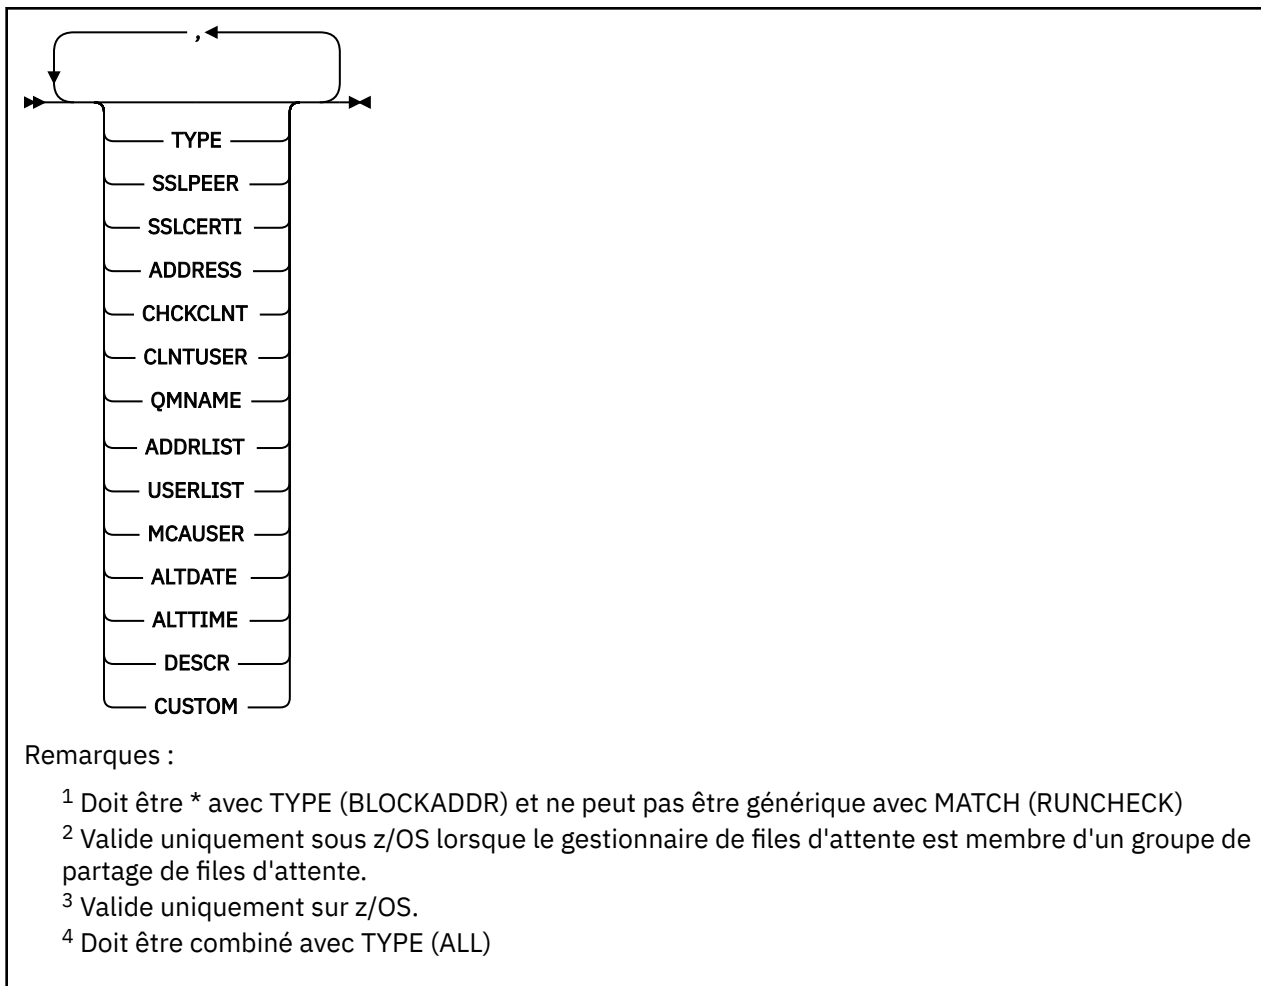 ,
TYPE
SSLPEER
SSLCERTI
ADDRESS
CHCKCLNT
CLNTUSER
QMNAME
ADDRLIST
USERLIST
MCAUSER
ALTDATE
ALTTIME
DESCR
CUSTOM
Remarques :
1 Doit être * avec TYPE (BLOCKADDR) et ne peut pas être générique avec MATCH (RUNCHECK)
2 Valide uniquement sous z/OS lorsque le gestionnaire de files d'attente est membre d'un groupe de
partage de files d'attente.
3 Valide uniquement sur z/OS.
4 Doit être combiné avec TYPE (ALL)